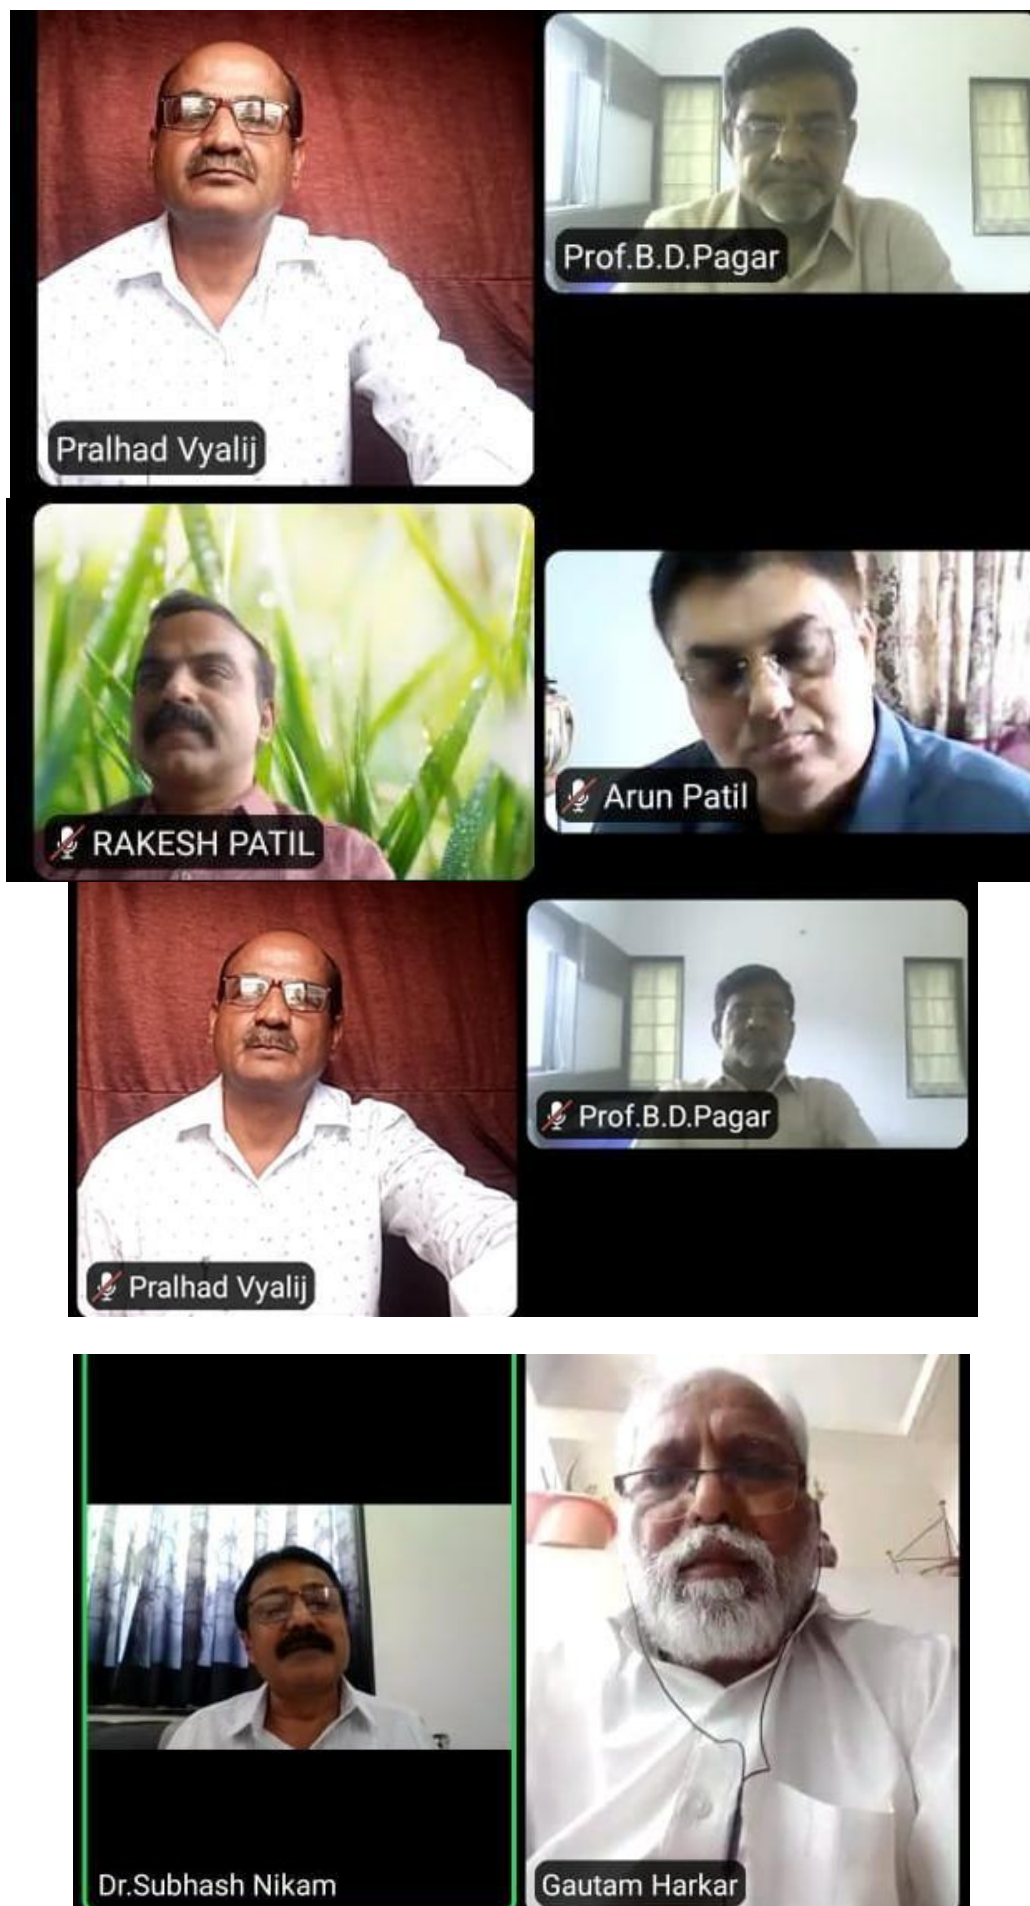 Prof.B.D.Pagar
Pralhad Vyalij
RAKESH PATIL
Arun Patil
Prof.B.D.Pagar
Pralhad Vyalij
Dr.Subhash Nikam
Gautam Harkar